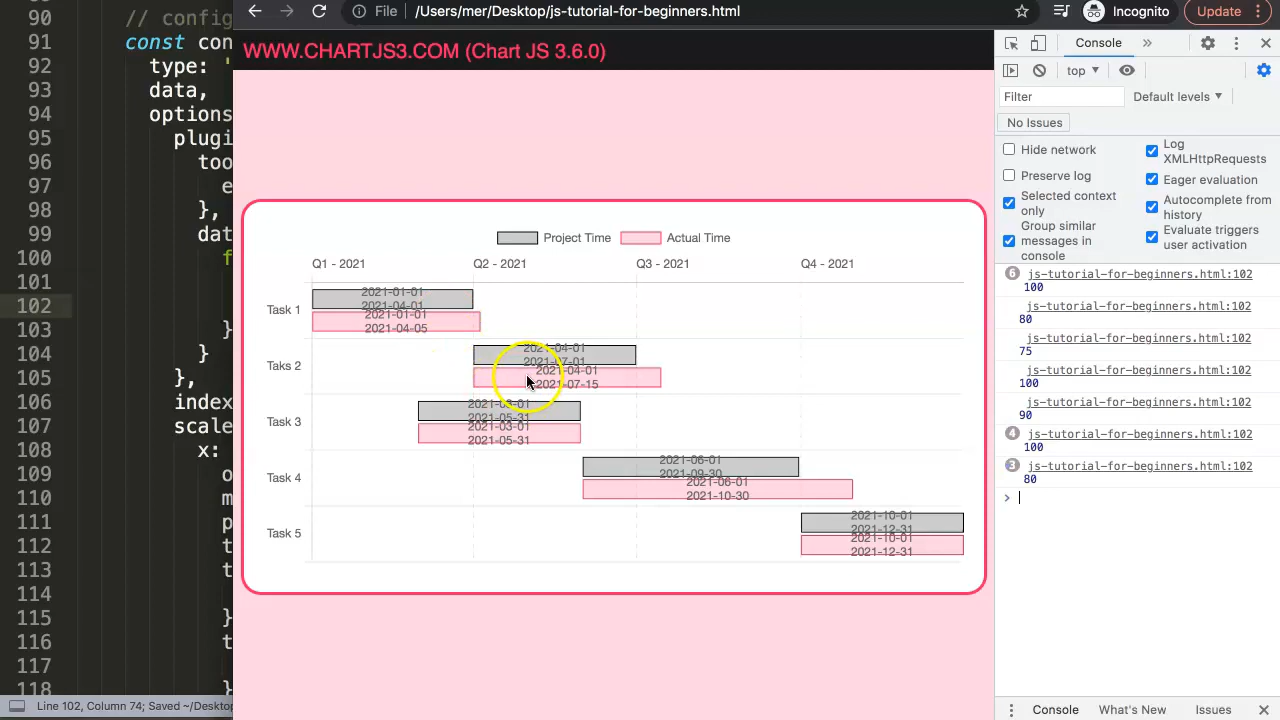 File
/Users/mer/Desktop/js-tutorial-for-beginners.html
Incognito
Update
WWW.CHARTJS3.COM (Chart JS 3.6.0)
90 // config
91 const con
92 type: '
93 data,
94 options
95 plugin
96 too
97 e
98 },
99 dat
100 f
101
102
103 }
104 }
105 },
106 index
107 scale
108 x:
109 o
110 m
111 p
112 t
113 t
114
115 }
116 t
117
118 }
Line 102, Column 74; Saved ~/Desktop
Project Time
Actual Time
Q1 - 2021
Q2 - 2021
Q3 - 2021
Q4 - 2021
Task 1
2021-01-01
2021-04-01
2021-01-01
2021-04-05
Taks 2
2021-04-01
2021-07-01
2021-04-01
2021-07-15
Task 3
2021-03-01
2021-05-31
2021-03-01
2021-05-31
Task 4
2021-06-01
2021-09-30
2021-06-01
2021-10-30
Task 5
2021-10-01
2021-12-31
2021-10-01
2021-12-31
Console
top
Filter
Default levels
No Issues
Hide network
Preserve log
Selected context
only
Group similar
messages in
console
Log
XMLHttpRequests
Eager evaluation
Autocomplete from
history
Evaluate triggers
user activation
6 js-tutorial-for-beginners.html:102
100
js-tutorial-for-beginners.html:102
80
js-tutorial-for-beginners.html:102
75
js-tutorial-for-beginners.html:102
100
js-tutorial-for-beginners.html:102
90
4 js-tutorial-for-beginners.html:102
100
3 js-tutorial-for-beginners.html:102
80
Console
What's New
Issues